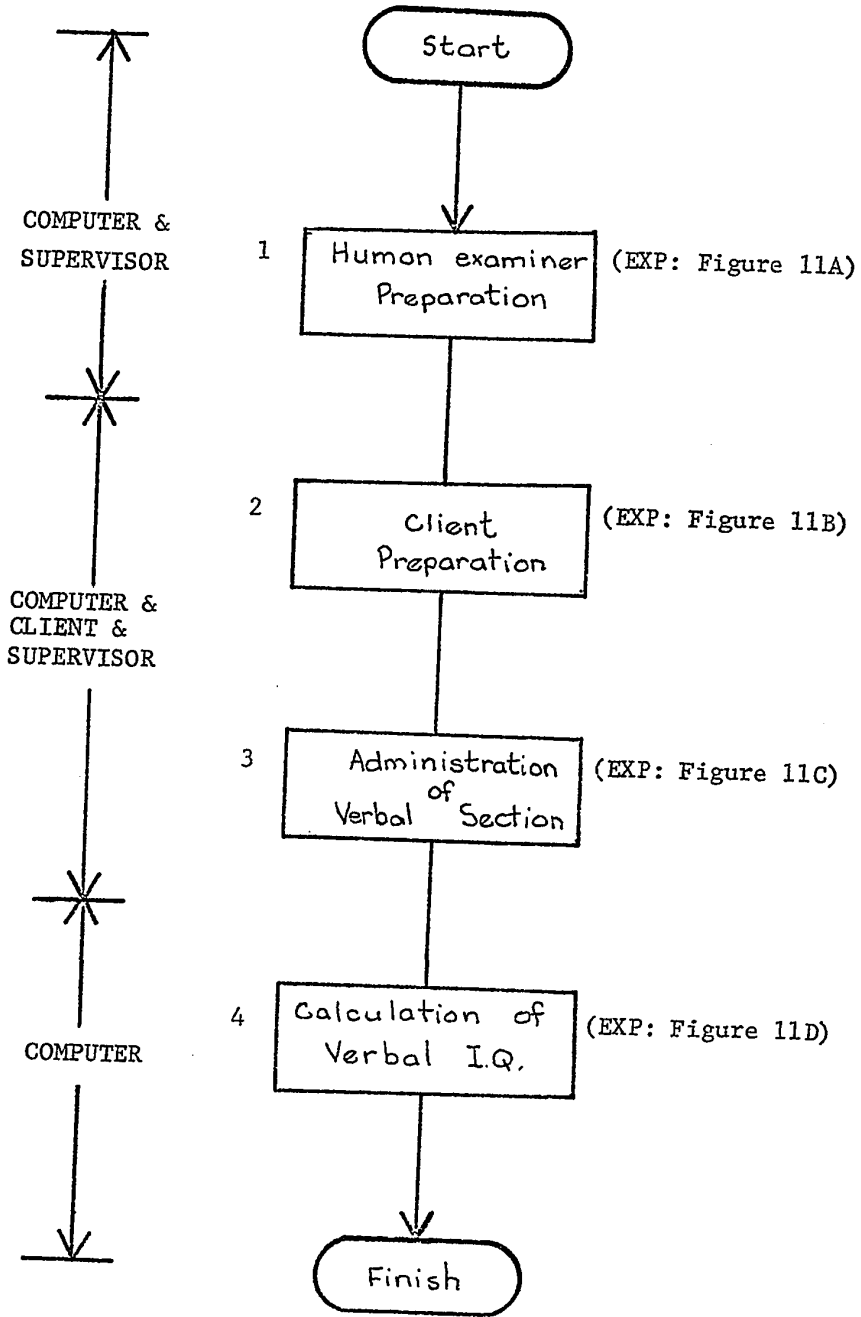 Start
COMPUTER &
SUPERVISOR
1
Human examiner
Preparation
(EXP: Figure 11A)
2
Client
Preparation
(EXP: Figure 11B)
COMPUTER &
CLIENT &
SUPERVISOR
3
Administration
of
Verbal Section
(EXP: Figure 11C)
4
Calculation of
Verbal I.Q.
(EXP: Figure 11D)
COMPUTER
Finish